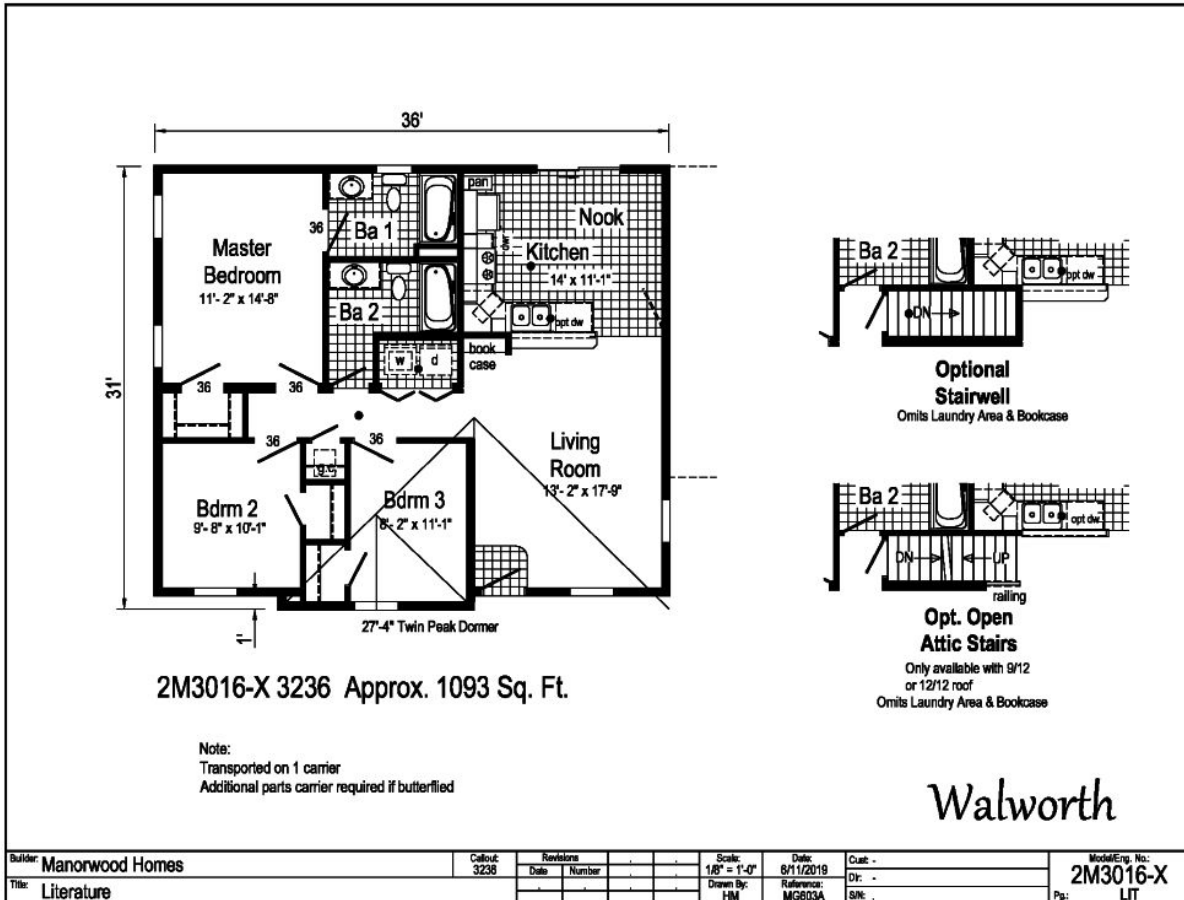 36'
31'
1'
Master
Bedroom
11'- 2" x 14'-8"
36
Ba 1
pan
Nook
dw
Kitchen
14' x 11'-1"
Ba 2
opt dw
w
d
book
case
36
36
36
36
Living
Room
13'- 2" x 17'-9"
Bdrm 2
9'- 8" x 10'-1"
Bdrm 3
8'- 2" x 11'-1"
27'-4" Twin Peak Dormer
2M3016-X 3236 Approx. 1093 Sq. Ft.
Note:
Transported on 1 carrier
Additional parts carrier required if butterflied
Ba 2
opt dw
DN
Optional
Stairwell
Omits Laundry Area & Bookcase
Ba 2
opt dw
DN
UP
railing
Opt. Open
Attic Stairs
Only available with 9/12
or 12/12 roof
Omits Laundry Area & Bookcase
Walworth
Builder: Manorwood Homes
Title: Literature
Callout:
3236
Revisions
Date Number
Scale:
1/8" = 1'-0"
Drawn By:
HM
Date:
6/11/2019
Reference:
MG603A
Cust: -
Dlr: -
S/N: .
Model/Eng. No.:
2M3016-X
Pg.: LIT